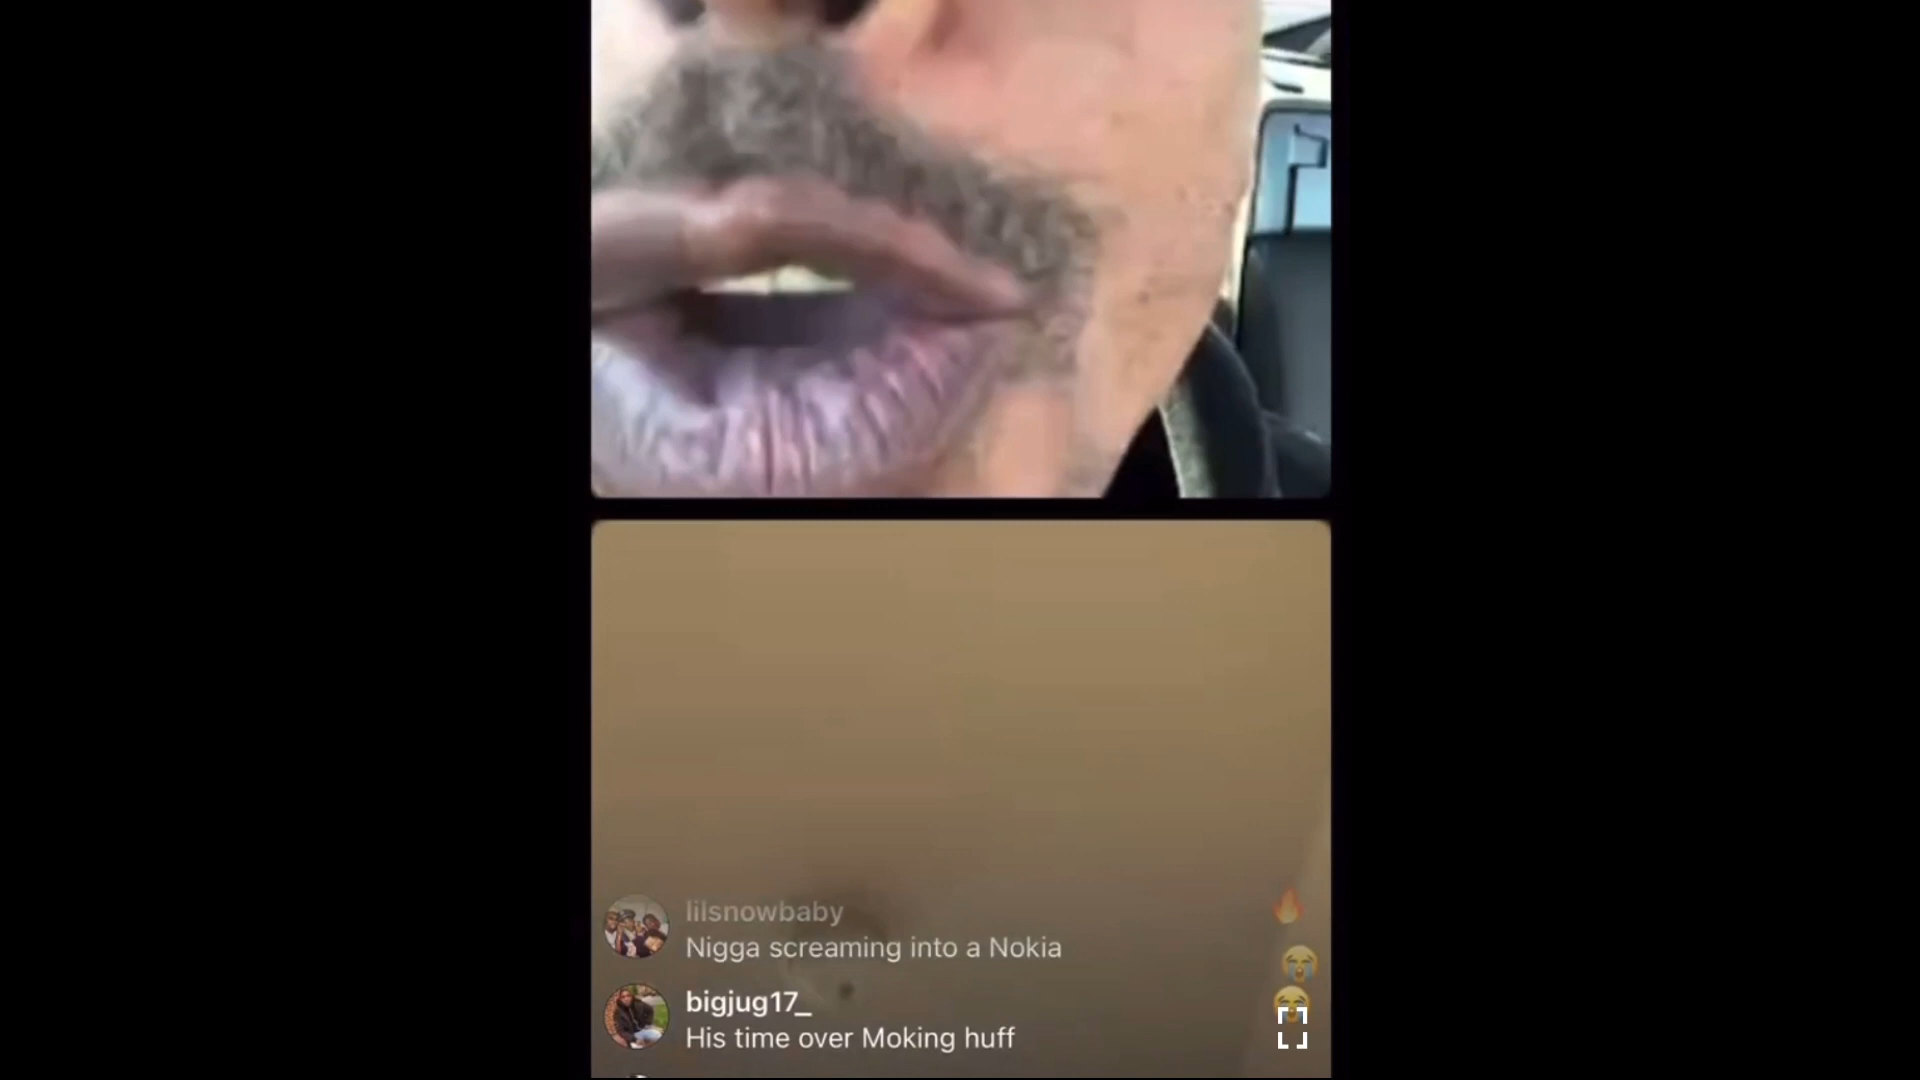 lilsnowbaby
Nigga screaming into a Nokia
bigjug17_
His time over Moking huff